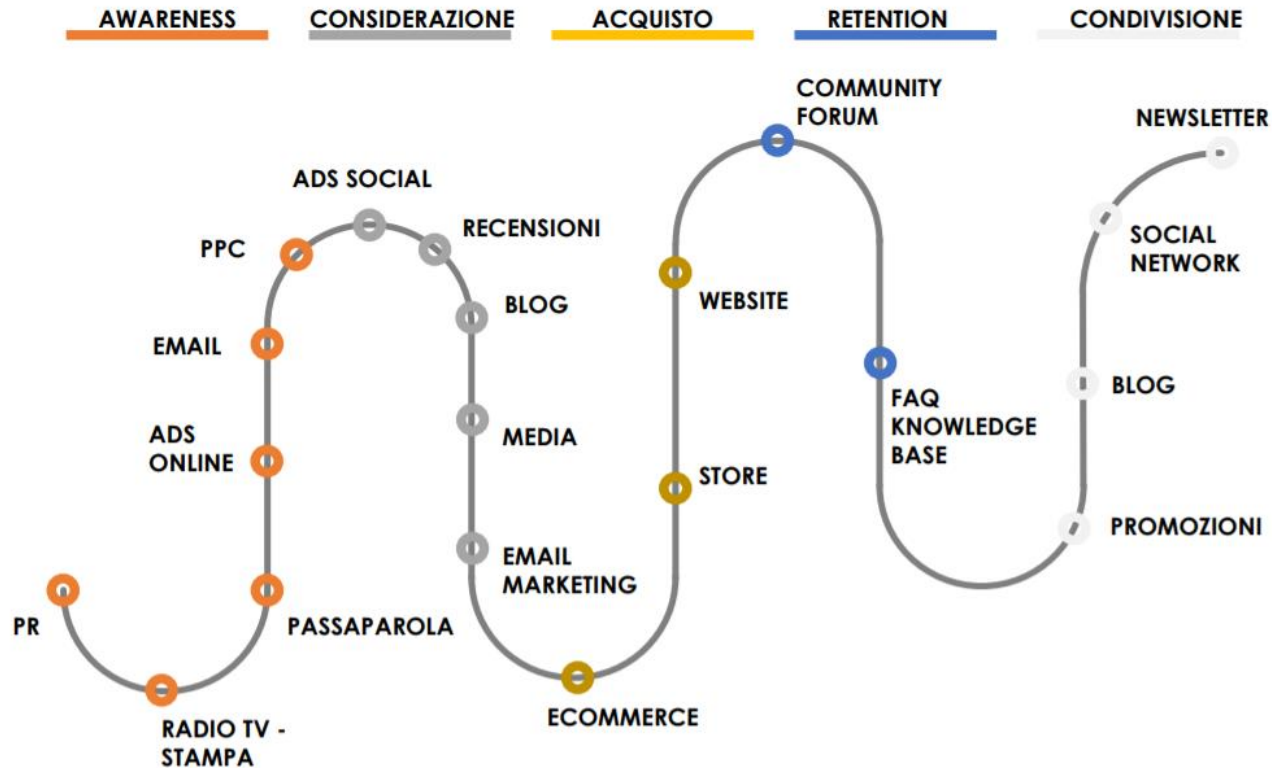 AWARENESS
CONSIDERAZIONE
ACQUISTO
RETENTION
CONDIVISIONE
PR
RADIO TV -
STAMPA
PASSAPAROLA
ADS
ONLINE
EMAIL
PPC
ADS SOCIAL
RECENSIONI
BLOG
MEDIA
EMAIL
MARKETING
ECOMMERCE
STORE
WEBSITE
COMMUNITY
FORUM
FAQ
KNOWLEDGE
BASE
PROMOZIONI
BLOG
SOCIAL
NETWORK
NEWSLETTER